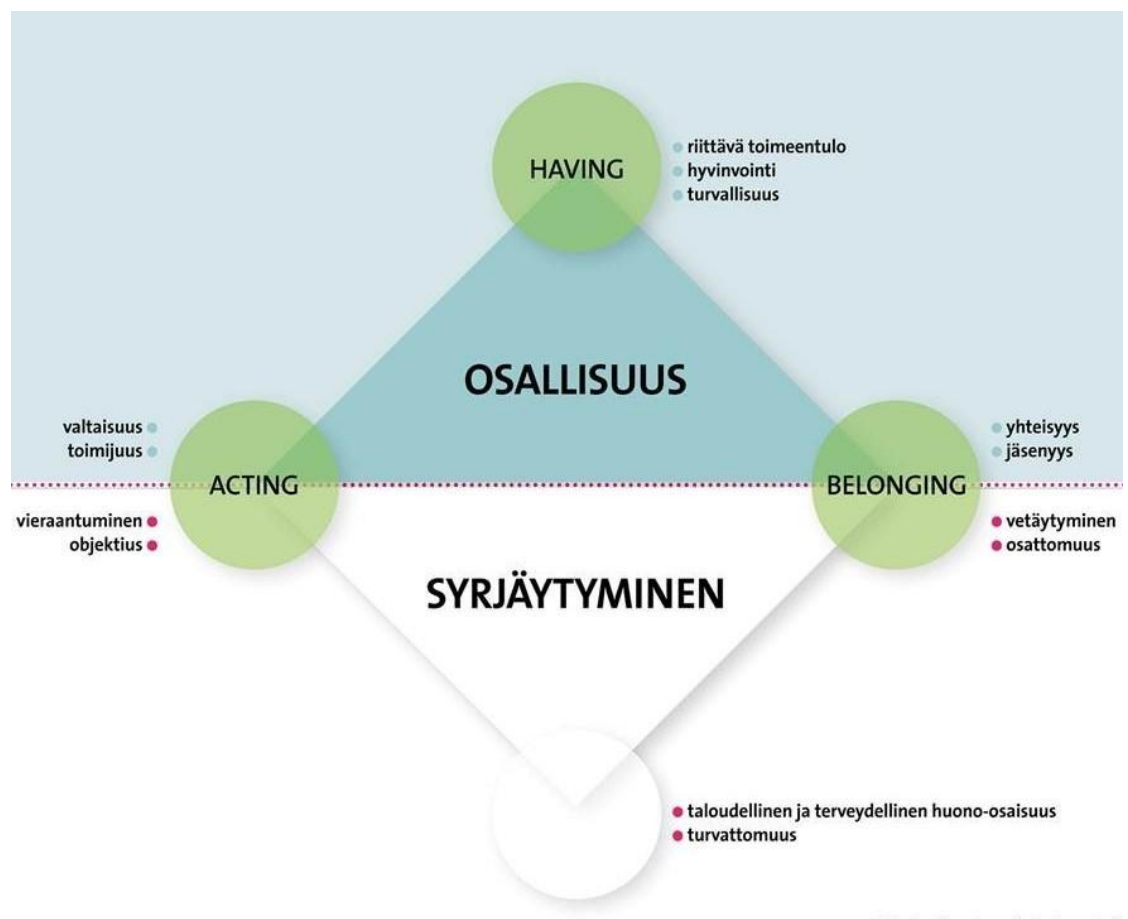 HAVING
riittävä toimeentulo
hyvinvointi
turvallisuus
OSALLISUUS
valtaisuus
toimijuus
yhteisyys
jäsenyys
ACTING
BELONGING
vieraantuminen
objektius
vetäytyminen
osattomuus
SYRJÄYTYMINEN
taloudellinen ja terveydellinen huono-osaisuus
turvattomuus